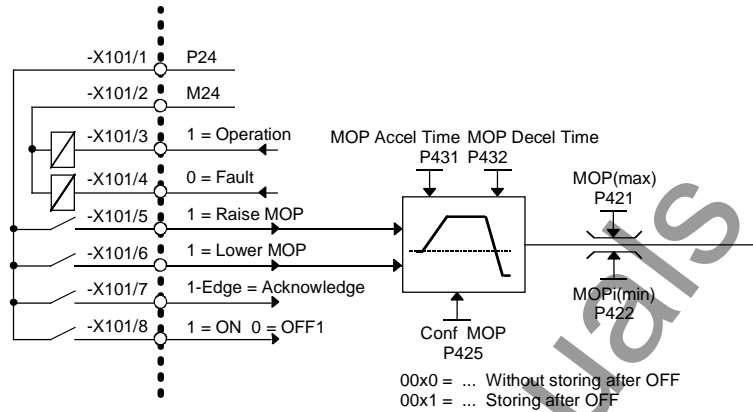 -X101/1 P24
-X101/2 M24
-X101/3 1 = Operation
-X101/4 0 = Fault
-X101/5 1 = Raise MOP
-X101/6 1 = Lower MOP
-X101/7 1-Edge = Acknowledge
-X101/8 1 = ON 0 = OFF1
MOP Accel Time MOP Decel Time
P431 P432
MOP(max)
P421
MOPi(min)
P422
Conf MOP
P425
00x0 = ... Without storing after OFF
00x1 = ... Storing after OFF
uals